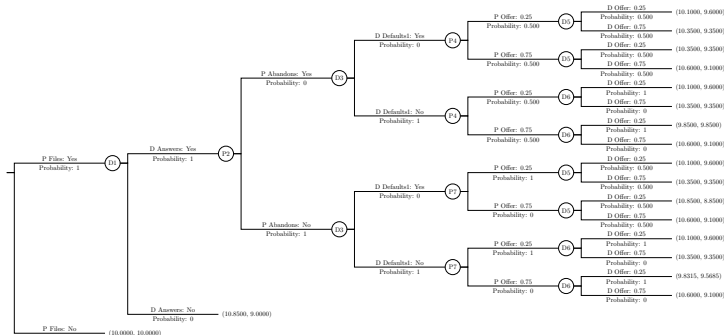 D Offer: 0.25
(10.1000, 9.6000)
P Offer: 0.25
D5
Probability: 0.500
Probability: 0.500
D Offer: 0.75
(10.3500, 9.3500)
D Defaults1: Yes
P4
Probability: 0.500
Probability: 0
D Offer: 0.25
(10.3500, 9.3500)
P Offer: 0.75
D5
Probability: 0.500
Probability: 0.500
D Offer: 0.75
(10.6000, 9.1000)
P Abandons: Yes
D3
Probability: 0.500
Probability: 0
D Offer: 0.25
(10.1000, 9.6000)
P Offer: 0.25
D6
Probability: 1
Probability: 0.500
D Offer: 0.75
(10.3500, 9.3500)
D Defaults1: No
P4
Probability: 0
Probability: 1
D Offer: 0.25
(9.8500, 9.8500)
P Offer: 0.75
D6
Probability: 1
Probability: 0.500
D Offer: 0.75
(10.6000, 9.1000)
Probability: 0
P Files: Yes
D1
D Answers: Yes
P2
Probability: 1
Probability: 1
D Offer: 0.25
(10.1000, 9.6000)
P Offer: 0.25
D5
Probability: 0.500
Probability: 1
D Offer: 0.75
(10.3500, 9.3500)
D Defaults1: Yes
P7
Probability: 0.500
Probability: 0
D Offer: 0.25
(10.8500, 8.8500)
P Offer: 0.75
D5
Probability: 0.500
Probability: 0
D Offer: 0.75
(10.6000, 9.1000)
P Abandons: No
D3
Probability: 0.500
Probability: 1
D Offer: 0.25
(10.1000, 9.6000)
P Offer: 0.25
D6
Probability: 1
Probability: 1
D Offer: 0.75
(10.3500, 9.3500)
D Defaults1: No
P7
Probability: 0
Probability: 1
D Offer: 0.25
(9.8315, 9.5685)
P Offer: 0.75
D6
Probability: 1
Probability: 0
D Offer: 0.75
(10.6000, 9.1000)
Probability: 0
D Answers: No
(10.8500, 9.0000)
Probability: 0
P Files: No
(10.0000, 10.0000)